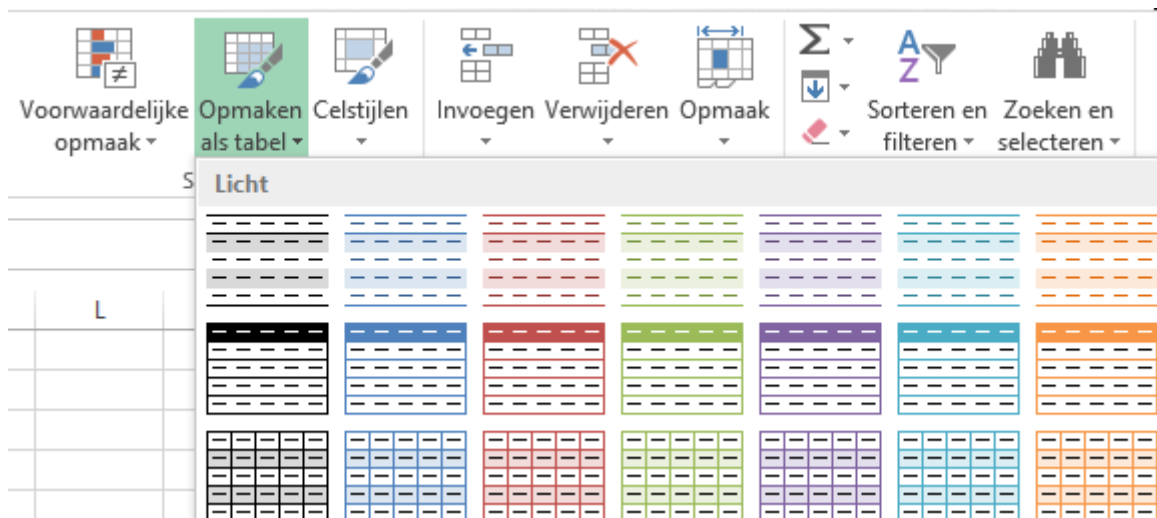 Voorwaardelijke opmaak
Opmaken als tabel
Celstijlen
Invoegen
Verwijderen
Opmaak
Sorteren en filteren
Zoeken en selecteren
S
Licht
L